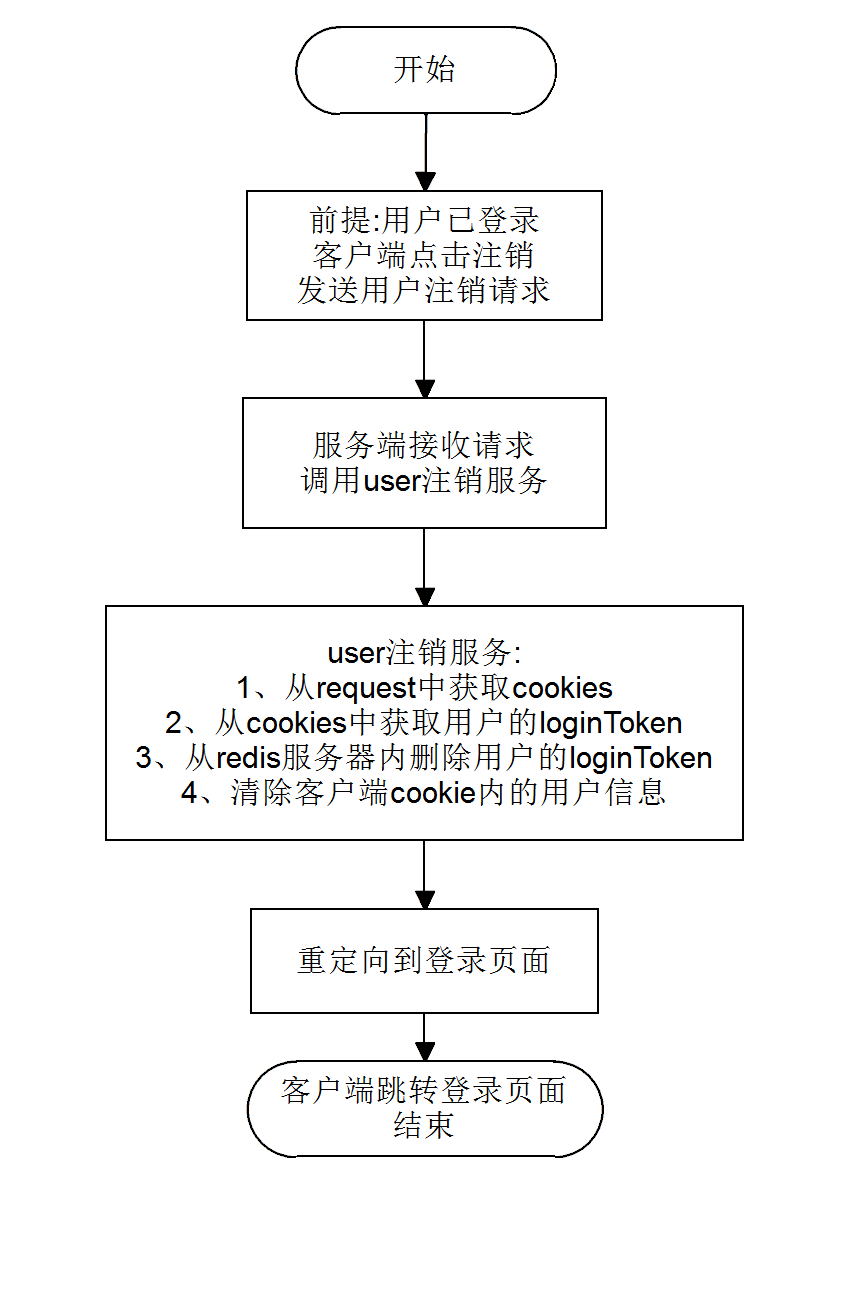 开始
前提:用户已登录
客户端点击注销
发送用户注销请求
服务端接收请求
调用user注销服务
user注销服务:
1、从request中获取cookies
2、从cookies中获取用户的loginToken
3、从redis服务器内删除用户的loginToken
4、清除客户端cookie内的用户信息
重定向到登录页面
客户端跳转登录页面
结束